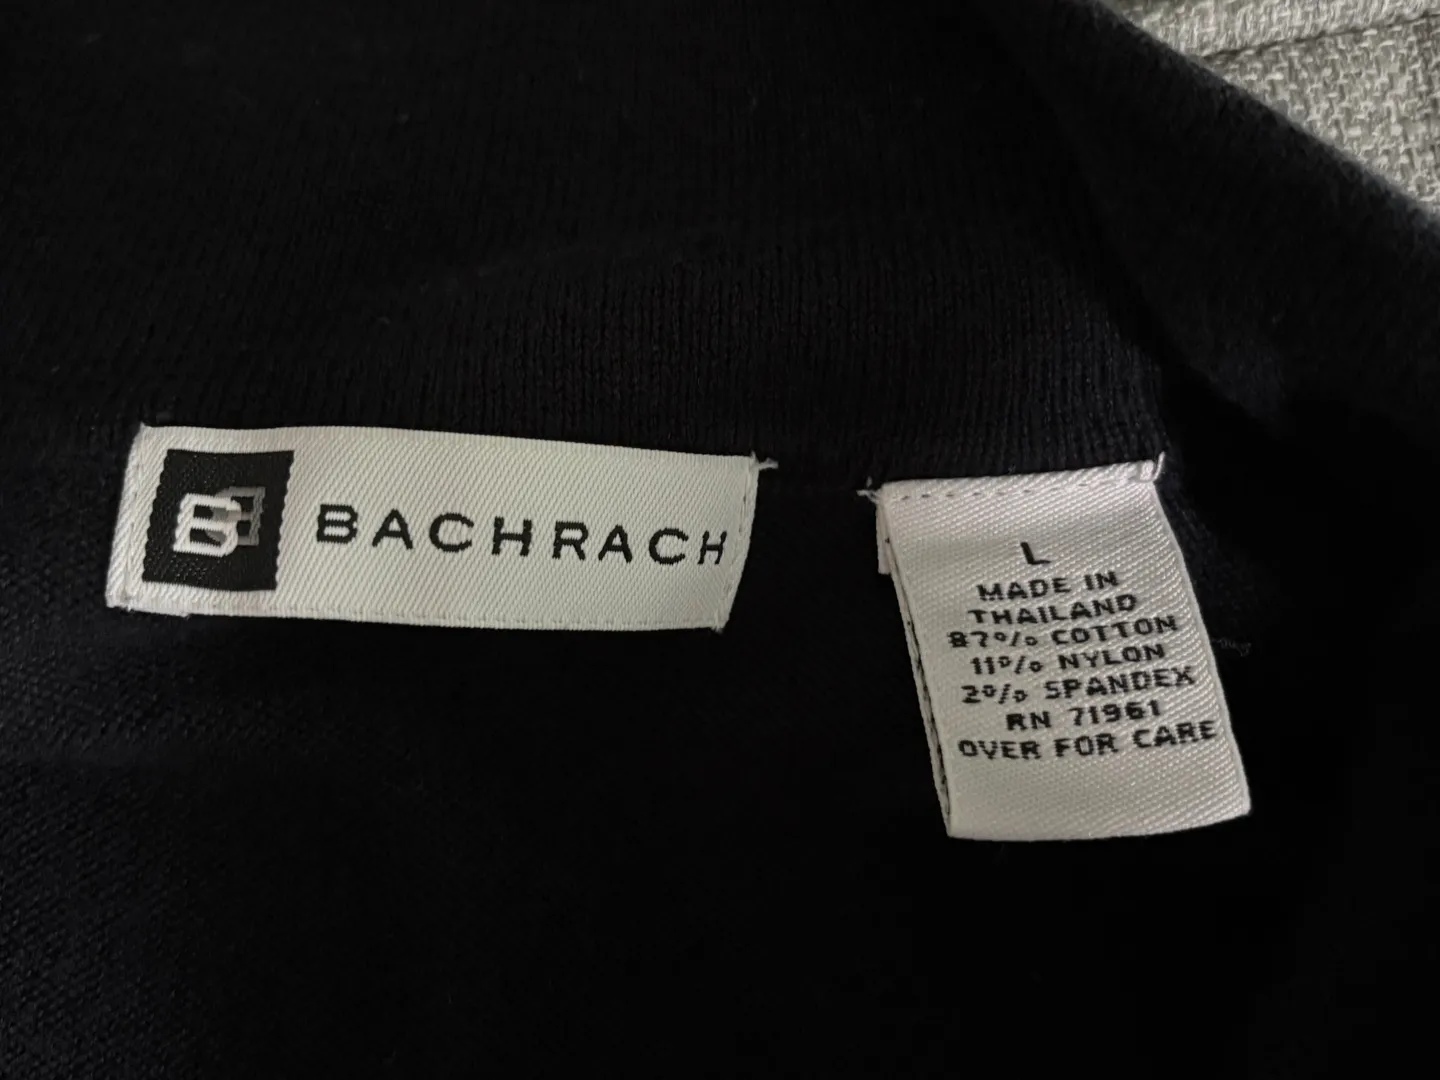 B BACHRACH
L
MADE IN
THAILAND
87% COTTON
11% NYLON
2% SPANDEX
RN 71961
OVER FOR CARE